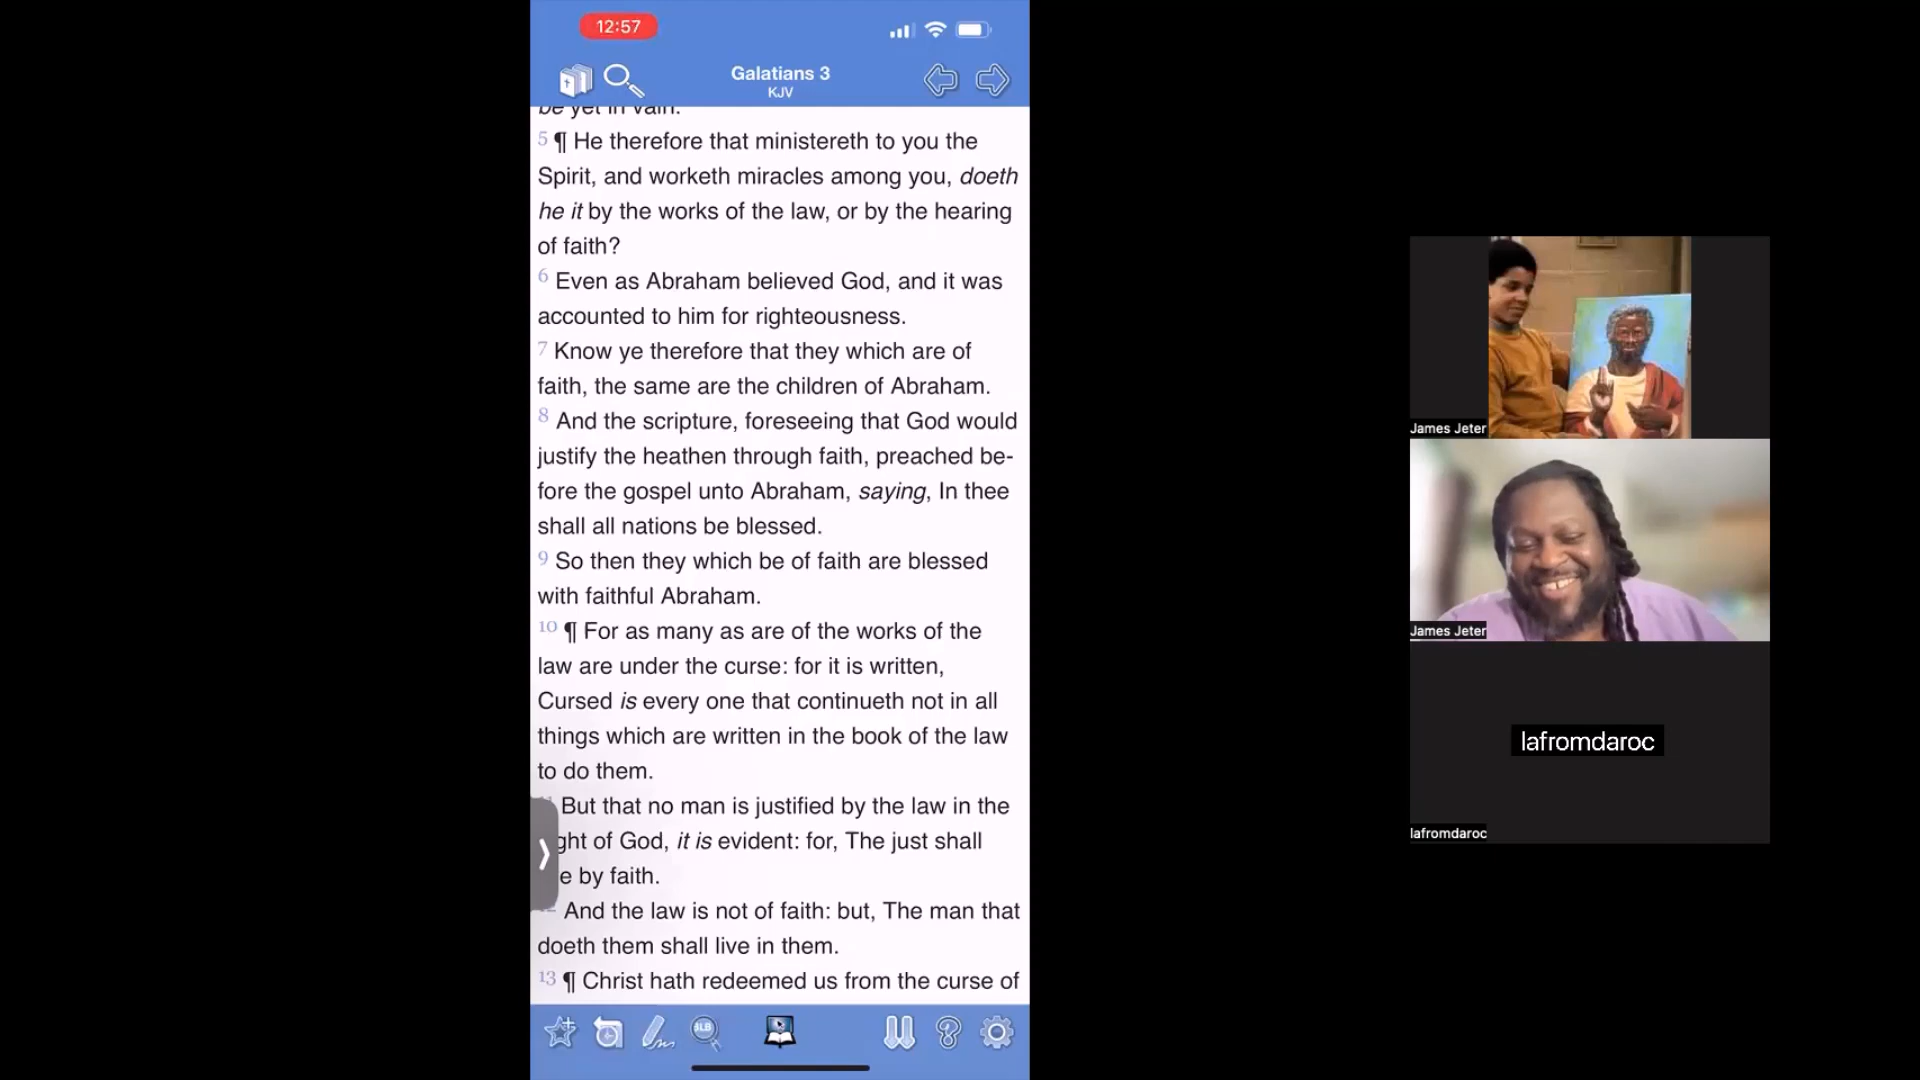 12:57
Galatians 3
KJV
be yet in vain.
5 ¶ He therefore that ministereth to you the
Spirit, and worketh miracles among you, doeth
he it by the works of the law, or by the hearing
of faith?
6 Even as Abraham believed God, and it was
accounted to him for righteousness.
7 Know ye therefore that they which are of
faith, the same are the children of Abraham.
8 And the scripture, foreseeing that God would
justify the heathen through faith, preached be-
fore the gospel unto Abraham, saying, In thee
shall all nations be blessed.
9 So then they which be of faith are blessed
with faithful Abraham.
10 ¶ For as many as are of the works of the
law are under the curse: for it is written,
Cursed is every one that continueth not in all
things which are written in the book of the law
to do them.
But that no man is justified by the law in the
ght of God, it is evident: for, The just shall
e by faith.
And the law is not of faith: but, The man that
doeth them shall live in them.
13 ¶ Christ hath redeemed us from the curse of
BLB
James Jeter
James Jeter
lafromdaroc
lafromdaroc